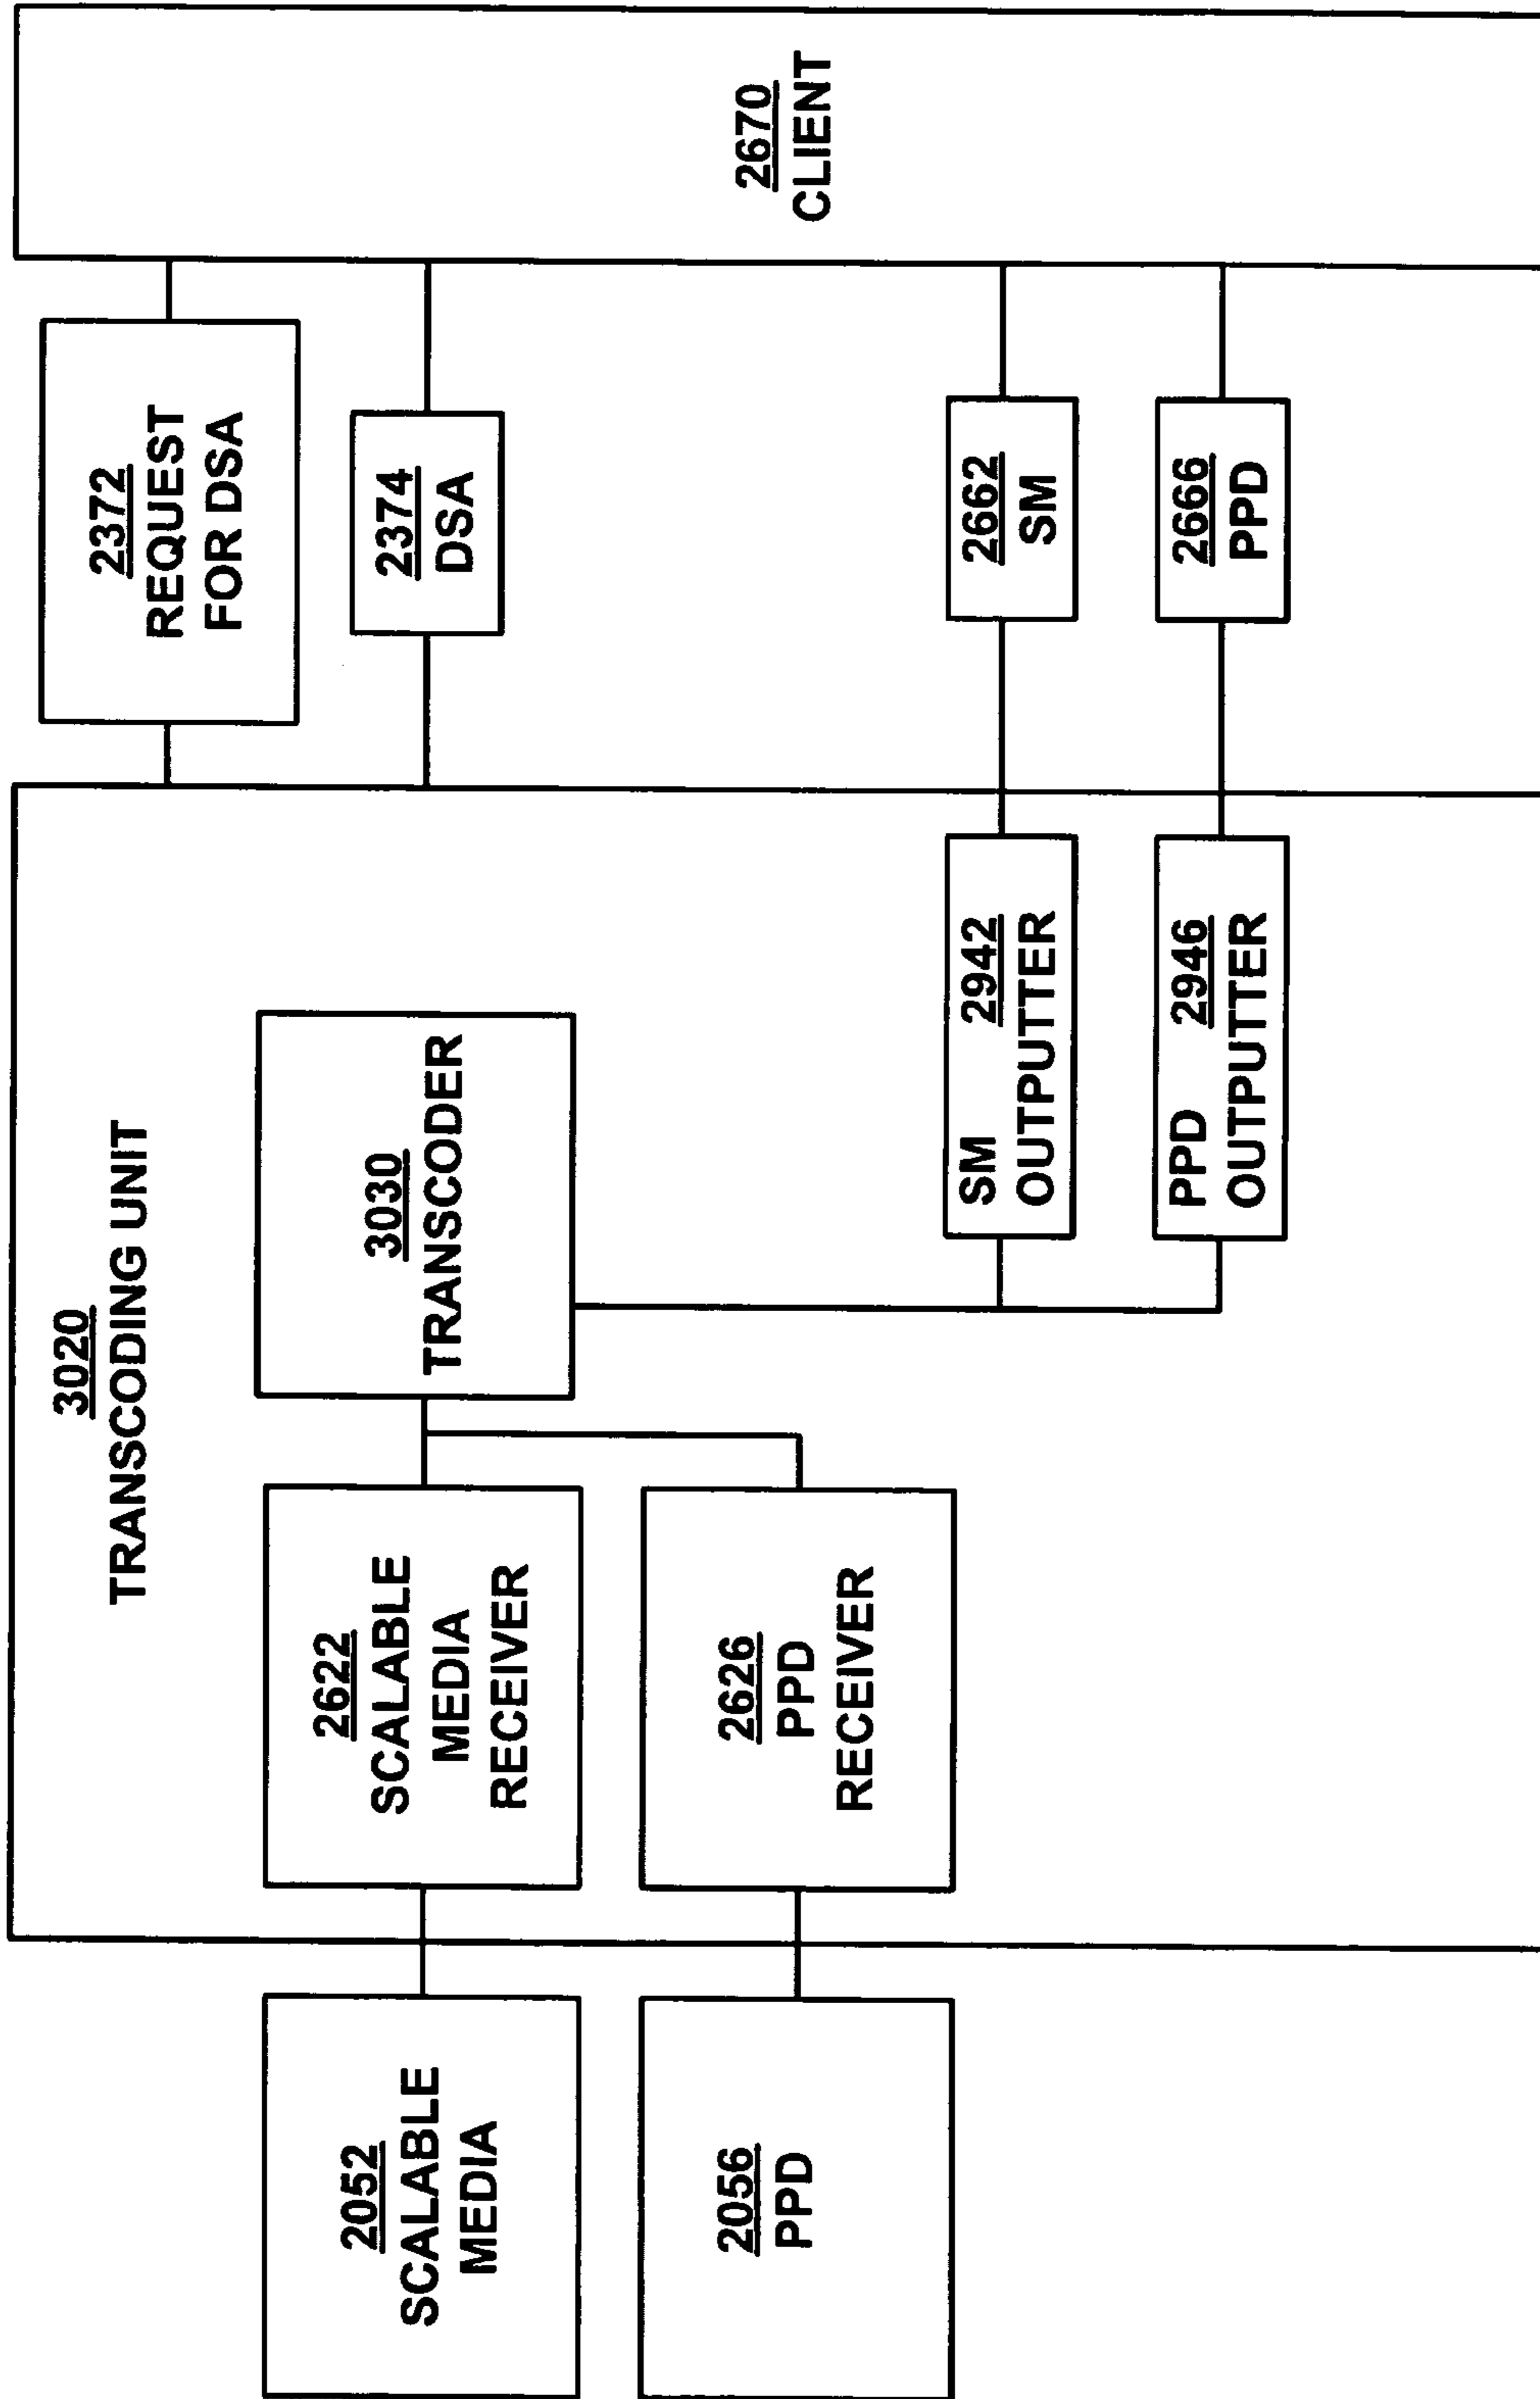 3020
TRANSCODING UNIT
2052
SCALABLE
MEDIA
2056
PPD
2622
SCALABLE
MEDIA
RECEIVER
2626
PPD
RECEIVER
3030
TRANSCODER
SM 2942
OUTPUTTER
PPD 2946
OUTPUTTER
2372
REQUEST
FOR DSA
2374
DSA
2662
SM
2666
PPD
2670
CLIENT